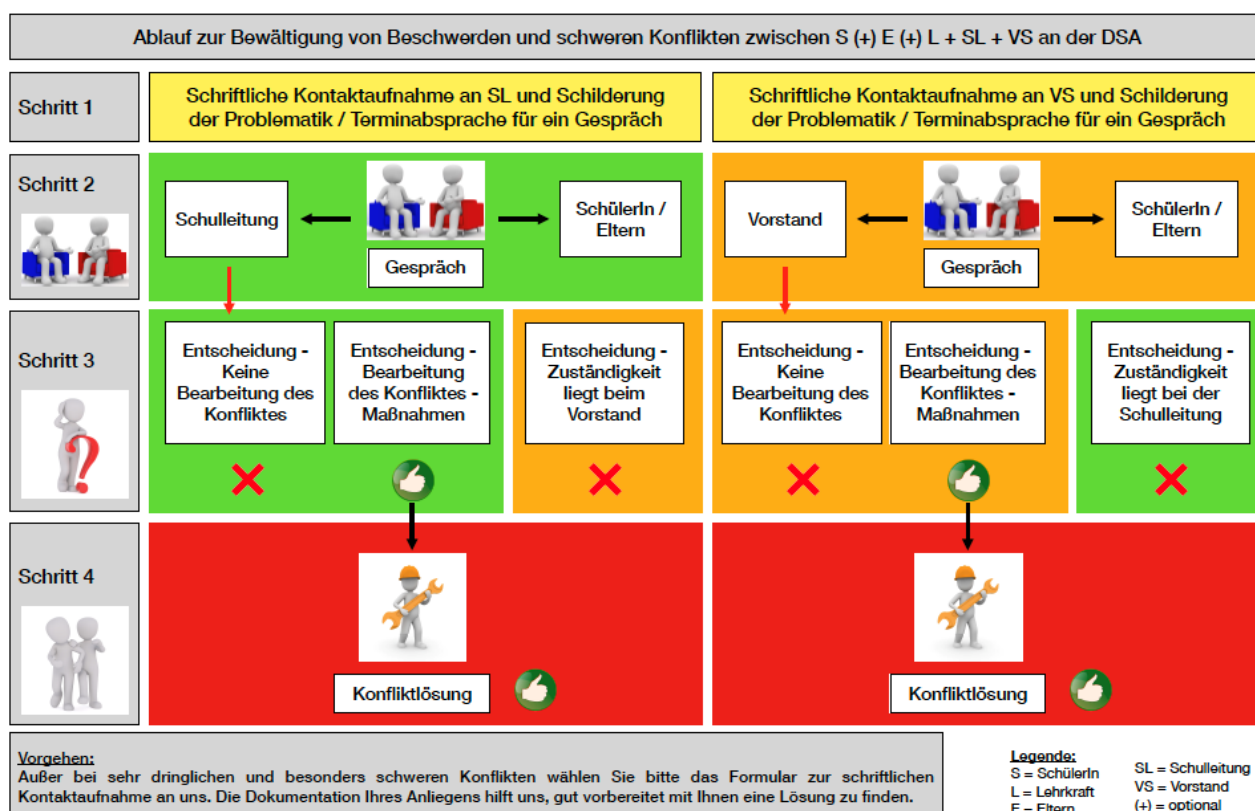 Ablauf zur Bewältigung von Beschwerden und schweren Konflikten zwischen S (+) E (+) L + SL + VS an der DSA
Schritt 1
Schriftliche Kontaktaufnahme an SL und Schilderung
der Problematik / Terminabsprache für ein Gespräch
Schriftliche Kontaktaufnahme an VS und Schilderung
der Problematik / Terminabsprache für ein Gespräch
Schritt 2
Schulleitung
Gespräch
SchülerIn /
Eltern
Vorstand
Gespräch
SchülerIn /
Eltern
Schritt 3
Entscheidung -
Keine
Bearbeitung des
Konfliktes
Entscheidung -
Bearbeitung
des Konfliktes -
Maßnahmen
Entscheidung -
Zuständigkeit
liegt beim
Vorstand
Entscheidung -
Keine
Bearbeitung des
Konfliktes
Entscheidung -
Bearbeitung des
Konflikts -
Maßnahmen
Entscheidung -
Zuständigkeit
liegt bei der
Schulleitung
Schritt 4
Konfliktlösung
Konfliktlösung
Vorgehen:
Außer bei sehr dringlichen und besonders schweren Konflikten wählen Sie bitte das Formular zur schriftlichen
Kontaktaufnahme an uns. Die Dokumentation Ihres Anliegens hilft uns, gut vorbereitet mit Ihnen eine Lösung zu finden.
Legende:
S = SchülerIn
L = Lehrkraft
E = Eltern
SL = Schulleitung
VS = Vorstand
(+) = optional